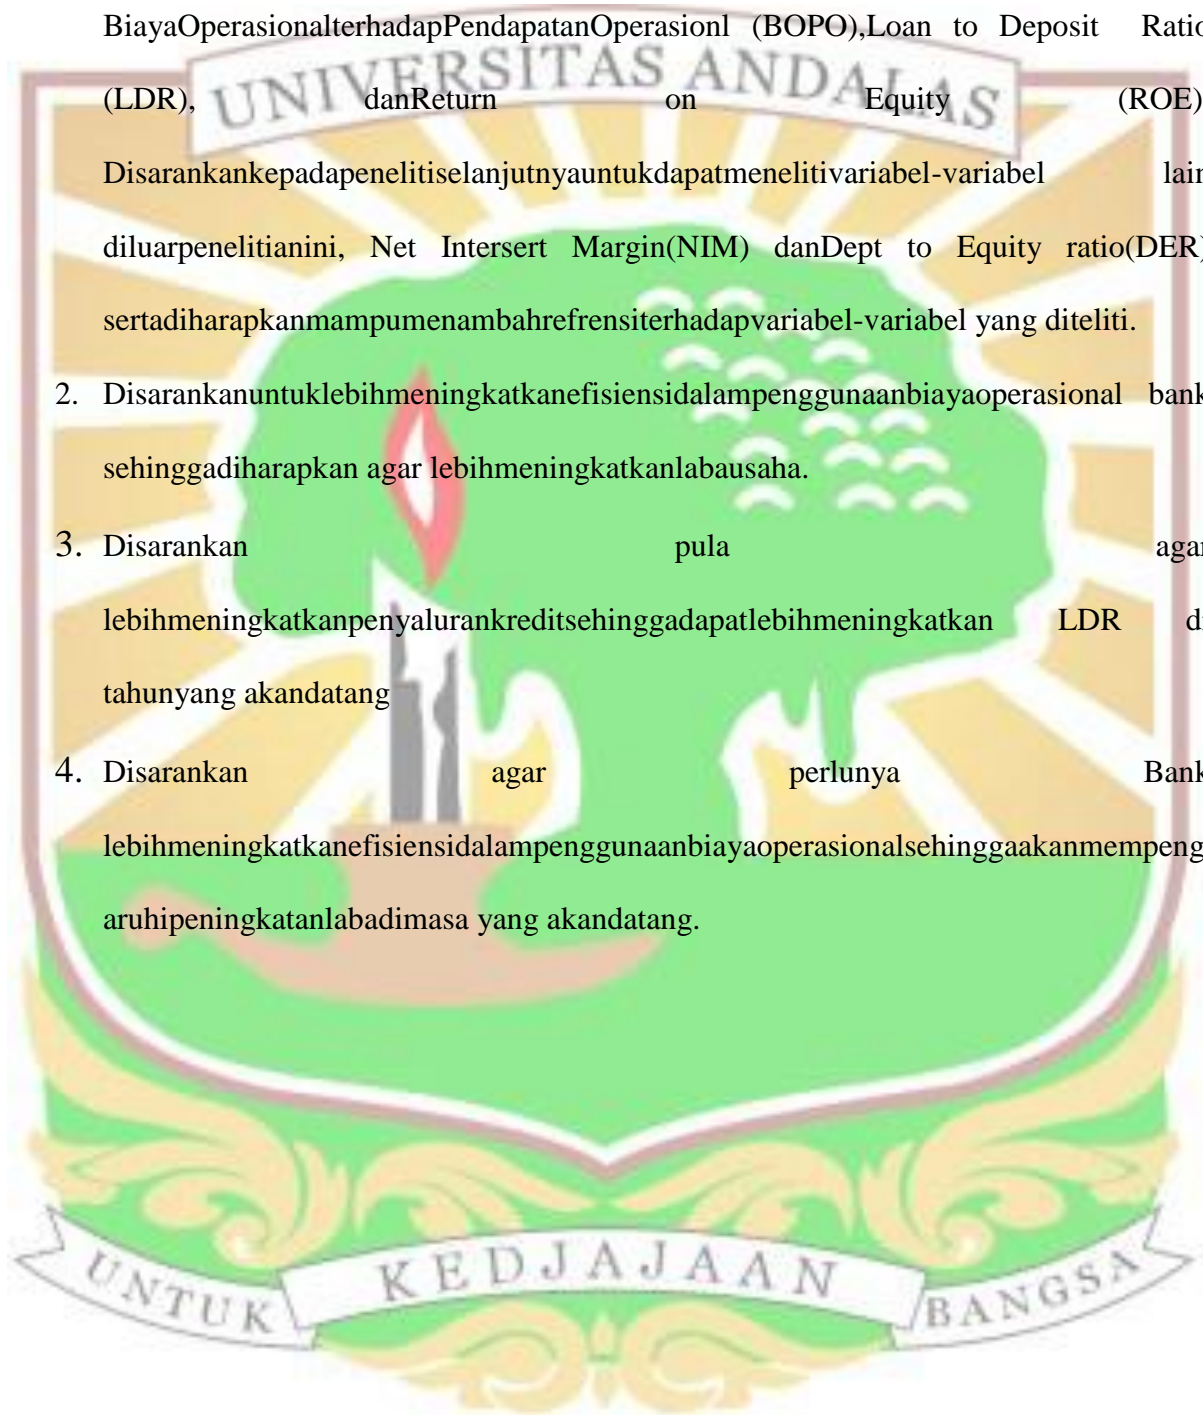 BiayaOperasionalterhadapPendapatanOperasionl (BOPO),Loan to Deposit Ratio
UNIVERSITAS ANDALAS
(LDR), danReturn on Equity (ROE)
Disarankankepadapenelitiselanjutnyauntukdapatmenelitivariabel-variabel lain
diluarpenelitianini, Net Intersert Margin(NIM) danDept to Equity ratio(DER)
sertadiharapkanmampumenambahrefrensiterhadapvariabel-variabel yang diteliti.
2. Disarankanuntuklebihmeningkatkanefisiensidalampenggunaanbiayaoperasional bank
sehinggadiharapkan agar lebihmeningkatkanlabausaha.
3. Disarankan pula agar
lebihmeningkatkanpenyalurankreditsehinggadapatlebihmeningkatkan LDR di
tahunyang akandatang
4. Disarankan agar perlunya Bank
lebihmeningkatkanefisiensidalampenggunaanbiayaoperasionalsehinggaakanmempeng
aruhipeningkatanlabadimasa yang akandatang.
UNTUK KEDJAJAAN BANGSA